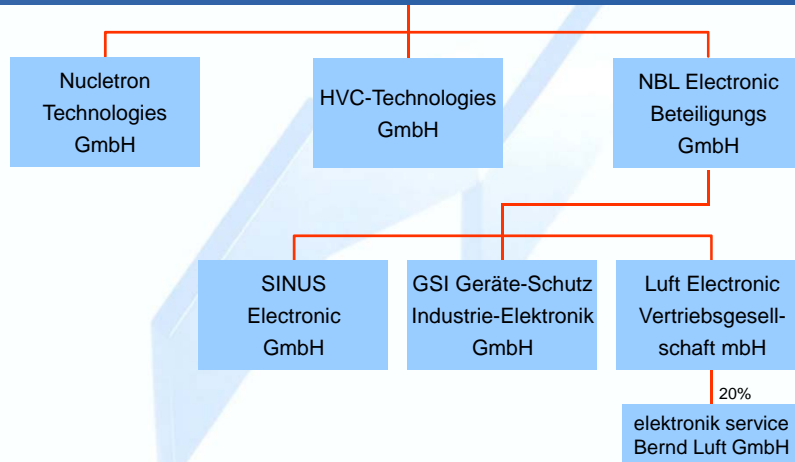 Nucletron
Technologies
GmbH
HVC-Technologies
GmbH
NBL Electronic
Beteiligungs
GmbH
SINUS
Electronic
GmbH
GSI Geräte-Schutz
Industrie-Elektronik
GmbH
Luft Electronic
Vertriebsgesell-
schaft mbH
20%
elektronik service
Bernd Luft GmbH